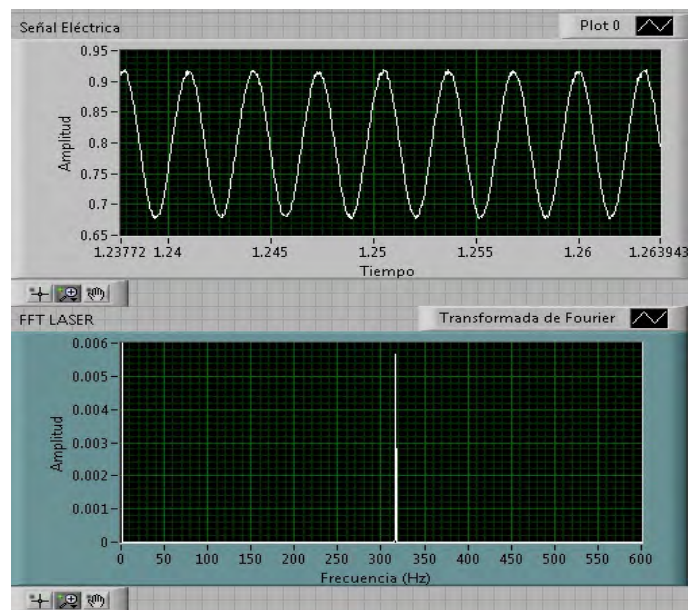 Señal Eléctrica
Plot 0
0.95
0.9
0.85
0.8
0.75
0.7
0.65
Amplitud
1.23772 1.24 1.245 1.25 1.255 1.26 1.263943
Tiempo
FFT LASER
Transformada de Fourier
0.006
0.005
0.004
0.003
0.002
0.001
0
Amplitud
0 50 100 150 200 250 300 350 400 450 500 550 600
Frecuencia (Hz)